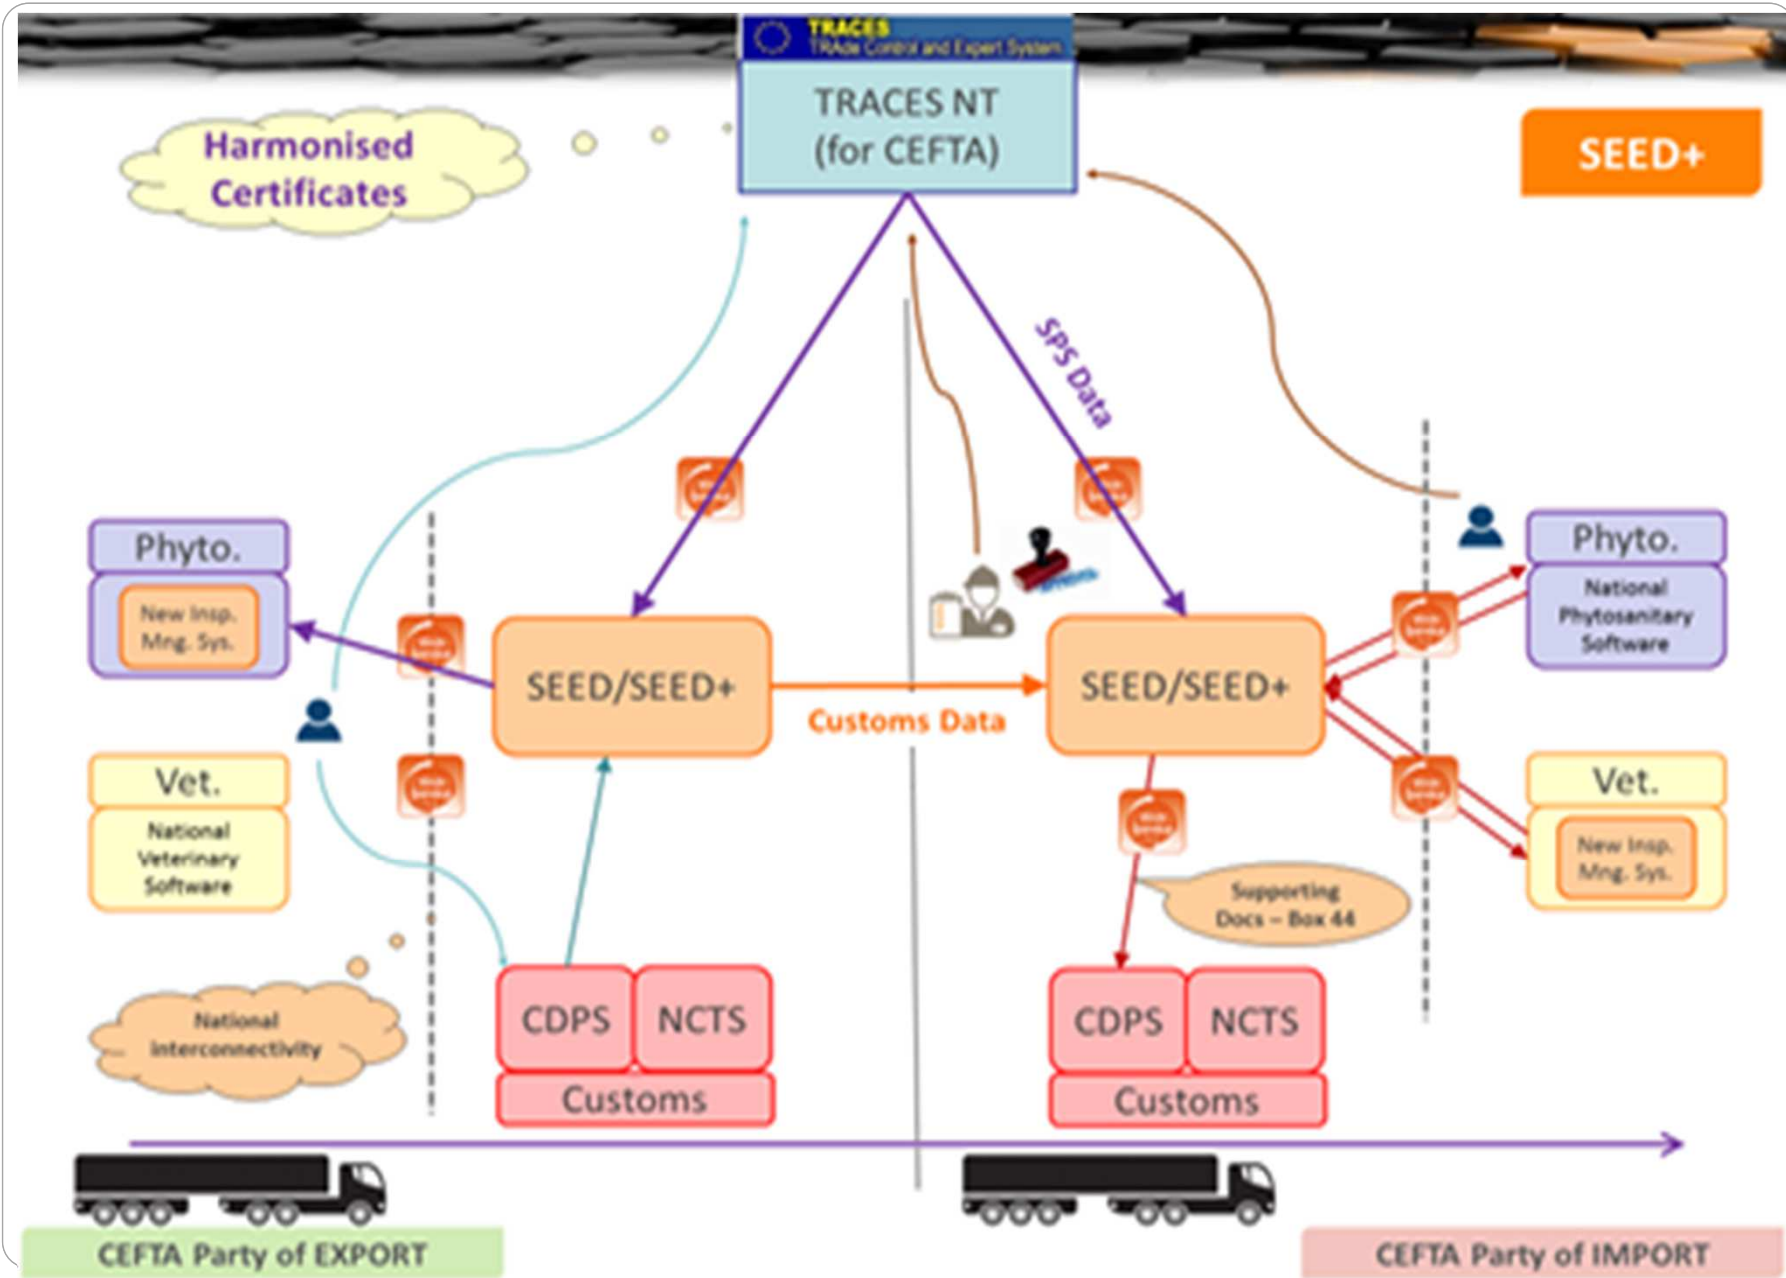 TRACES
TRAde Control and Expert System
TRACES NT
(for CEFTA)
Harmonised
Certificates
SEED+
SPS Data
Phyto.
New Insp.
Mng. Sys.
Phyto.
National
Phytosanitary
Software
SEED/SEED+
Customs Data
SEED/SEED+
Vet.
National
Veterinary
Software
Vet.
New Insp.
Mng. Sys.
Supporting
Docs – Box 44
National
interconnectivity
CDPS
NCTS
Customs
CDPS
NCTS
Customs
CEFTA Party of EXPORT
CEFTA Party of IMPORT